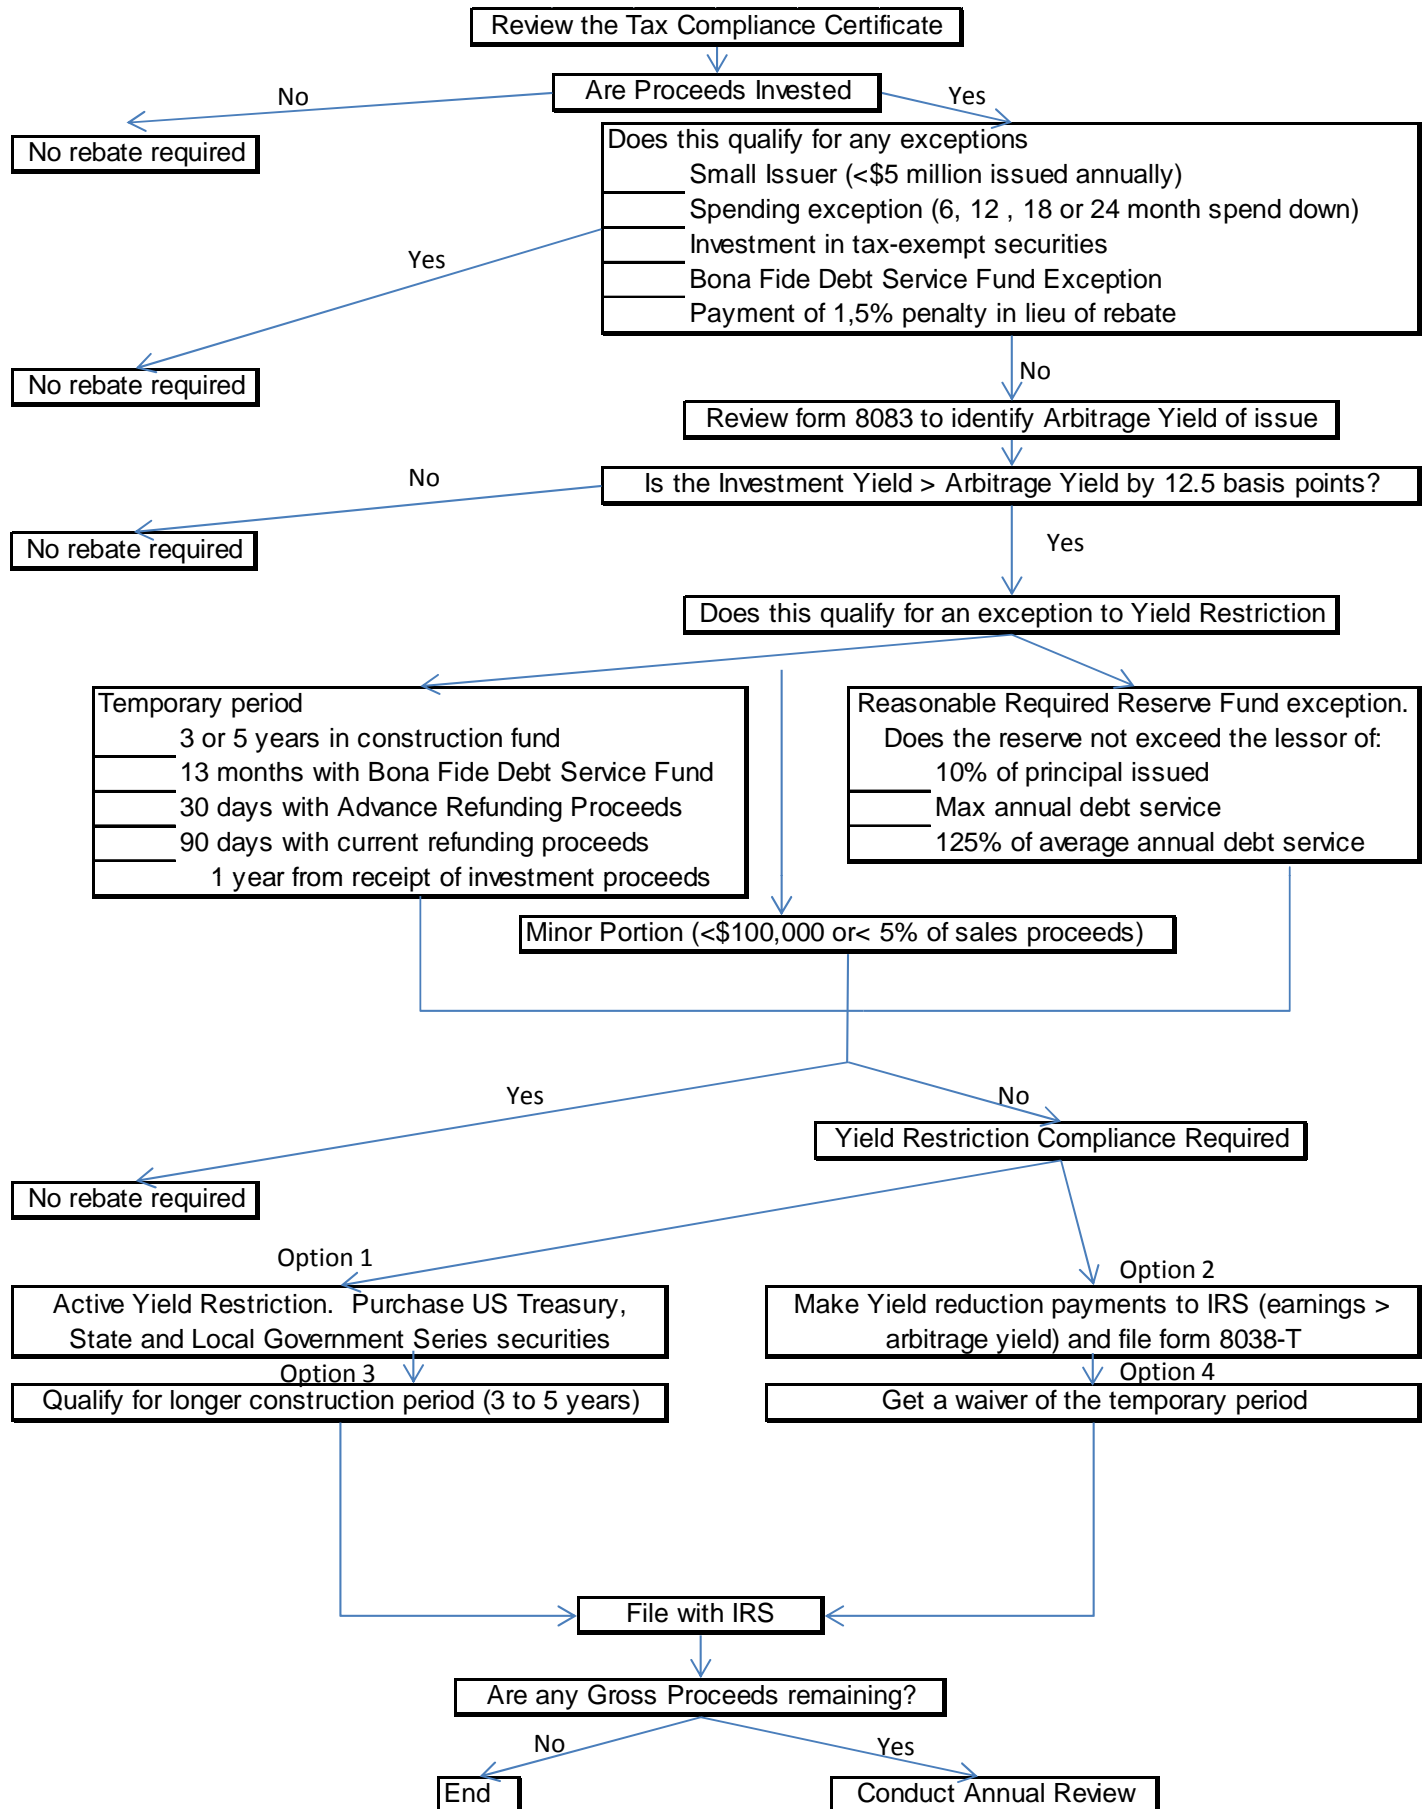 Review the Tax Compliance Certificate
Are Proceeds Invested
No
Yes
No rebate required
Does this qualify for any exceptions
Small Issuer (<$5 million issued annually)
Spending exception (6, 12 , 18 or 24 month spend down)
Investment in tax-exempt securities
Bona Fide Debt Service Fund Exception
Payment of 1,5% penalty in lieu of rebate
Yes
No rebate required
No
Review form 8083 to identify Arbitrage Yield of issue
No
Is the Investment Yield > Arbitrage Yield by 12.5 basis points?
No rebate required
Yes
Does this qualify for an exception to Yield Restriction
Temporary period
3 or 5 years in construction fund
13 months with Bona Fide Debt Service Fund
30 days with Advance Refunding Proceeds
90 days with current refunding proceeds
1 year from receipt of investment proceeds
Reasonable Required Reserve Fund exception.
Does the reserve not exceed the lessor of:
10% of principal issued
Max annual debt service
125% of average annual debt service
Minor Portion (<$100,000 or< 5% of sales proceeds)
Yes
No
Yield Restriction Compliance Required
No rebate required
Option 1
Option 2
Active Yield Restriction. Purchase US Treasury,
State and Local Government Series securities
Make Yield reduction payments to IRS (earnings >
arbitrage yield) and file form 8038-T
Option 3
Option 4
Qualify for longer construction period (3 to 5 years)
Get a waiver of the temporary period
File with IRS
Are any Gross Proceeds remaining?
No
Yes
End
Conduct Annual Review